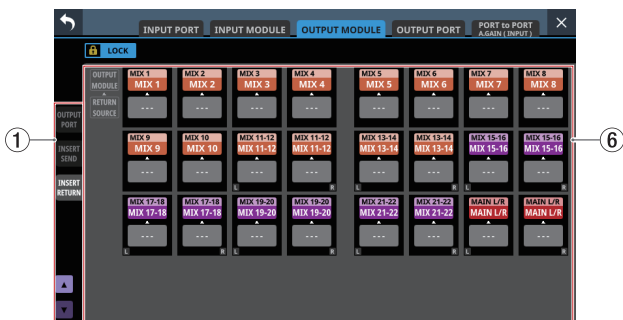 INPUT PORT INPUT MODULE OUTPUT MODULE OUTPUT PORT PORT to PORT A.GAIN ( INPUT )
LOCK
OUTPUT MODULE
RETURN SOURCE
MIX 1 MIX 2 MIX 3 MIX 4 MIX 5 MIX 6 MIX 7 MIX 8
MIX 1 MIX 2 MIX 3 MIX 4 MIX 5 MIX 6 MIX 7 MIX 8
--- --- --- --- --- --- --- ---
OUTPUT PORT
INSERT SEND
INSERT RETURN
1
6
MIX 9 MIX 10 MIX 11-12 MIX 11-12 MIX 13-14 MIX 13-14 MIX 15-16 MIX 15-16
MIX 9 MIX 10 MIX 11-12 MIX 11-12 MIX 13-14 MIX 13-14 MIX 15-16 MIX 15-16
--- --- --- --- --- --- --- ---
L R L R L R
MIX 17-18 MIX 17-18 MIX 19-20 MIX 19-20 MIX 21-22 MIX 21-22 MAIN L/R MAIN L/R
MIX 17-18 MIX 17-18 MIX 19-20 MIX 19-20 MIX 21-22 MIX 21-22 MAIN L/R MAIN L/R
--- --- --- --- --- --- --- ---
L R L R L R L R